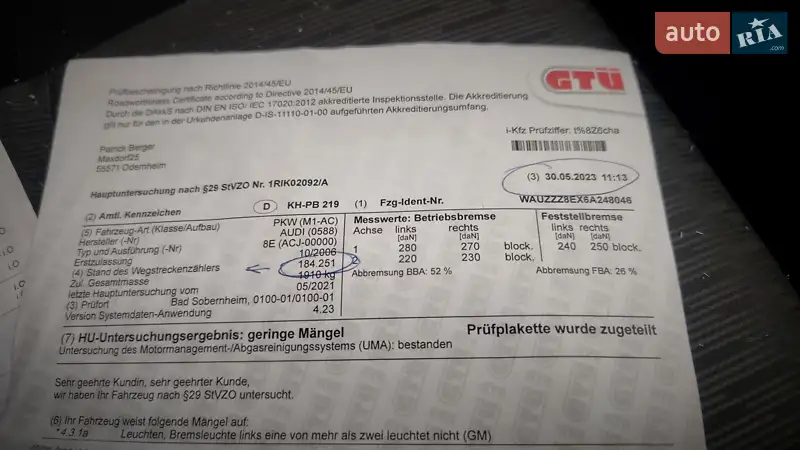 auto RIA.com
GTÜ
Prüfbescheinigung nach Richtlinie 2014/45/EU
Roadworthiness Certificate according to Directive 2014/45/EU
Durch die DAkkS nach DIN EN ISO/ IEC 17020:2012 akkreditierte Inspektionsstelle. Die Akkreditierung
gilt nur für den in der Urkundenanlage D-IS-11110-01-00 aufgeführten Akkreditierungsumfang.
i-Kfz Prüfziffer: t%8Z6cha
Patrick Berger
Maxdorf25
55571 Odernheim
(3) 30.05.2023 11:13
Hauptuntersuchung nach §29 StVZO Nr. 1RIK02092/A
(2) Amtl. Kennzeichen D KH-PB 219 (1) Fzg-Ident-Nr. WAUZZZ8EX6A248046
(5) Fahrzeug-Art (Klasse/Aufbau) PKW (M1-AC)
Hersteller (-Nr) AUDI (0588)
Typ und Ausführung (-Nr) 8E (ACJ-00000)
Erstzulassung 10/2006
(4) Stand des Wegstreckenzählers 184.251
Zul. Gesamtmasse 1910 kg
letzte Hauptuntersuchung vom 05/2021
(3) Prüfort Bad Sobernheim, 0100-01/0100-01
Version Systemdaten-Anwendung 4.23
Messwerte: Betriebsbremse Feststellbremse
Achse links rechts links rechts
[daN] [daN] [daN] [daN]
1 280 270 block. 240 250 block.
2 220 230 block.
Abbremsung BBA: 52 % Abbremsung FBA: 26 %
(7) HU-Untersuchungsergebnis: geringe Mängel Prüfplakette wurde zugeteilt
Untersuchung des Motormanagement-/Abgasreinigungssystems (UMA): bestanden
Sehr geehrte Kundin, sehr geehrter Kunde,
wir haben Ihr Fahrzeug nach §29 StVZO untersucht.
(6) Ihr Fahrzeug weist folgende Mängel auf:
*4.3.1a Leuchten, Bremsleuchte links eine von mehr als zwei leuchtet nicht (GM)